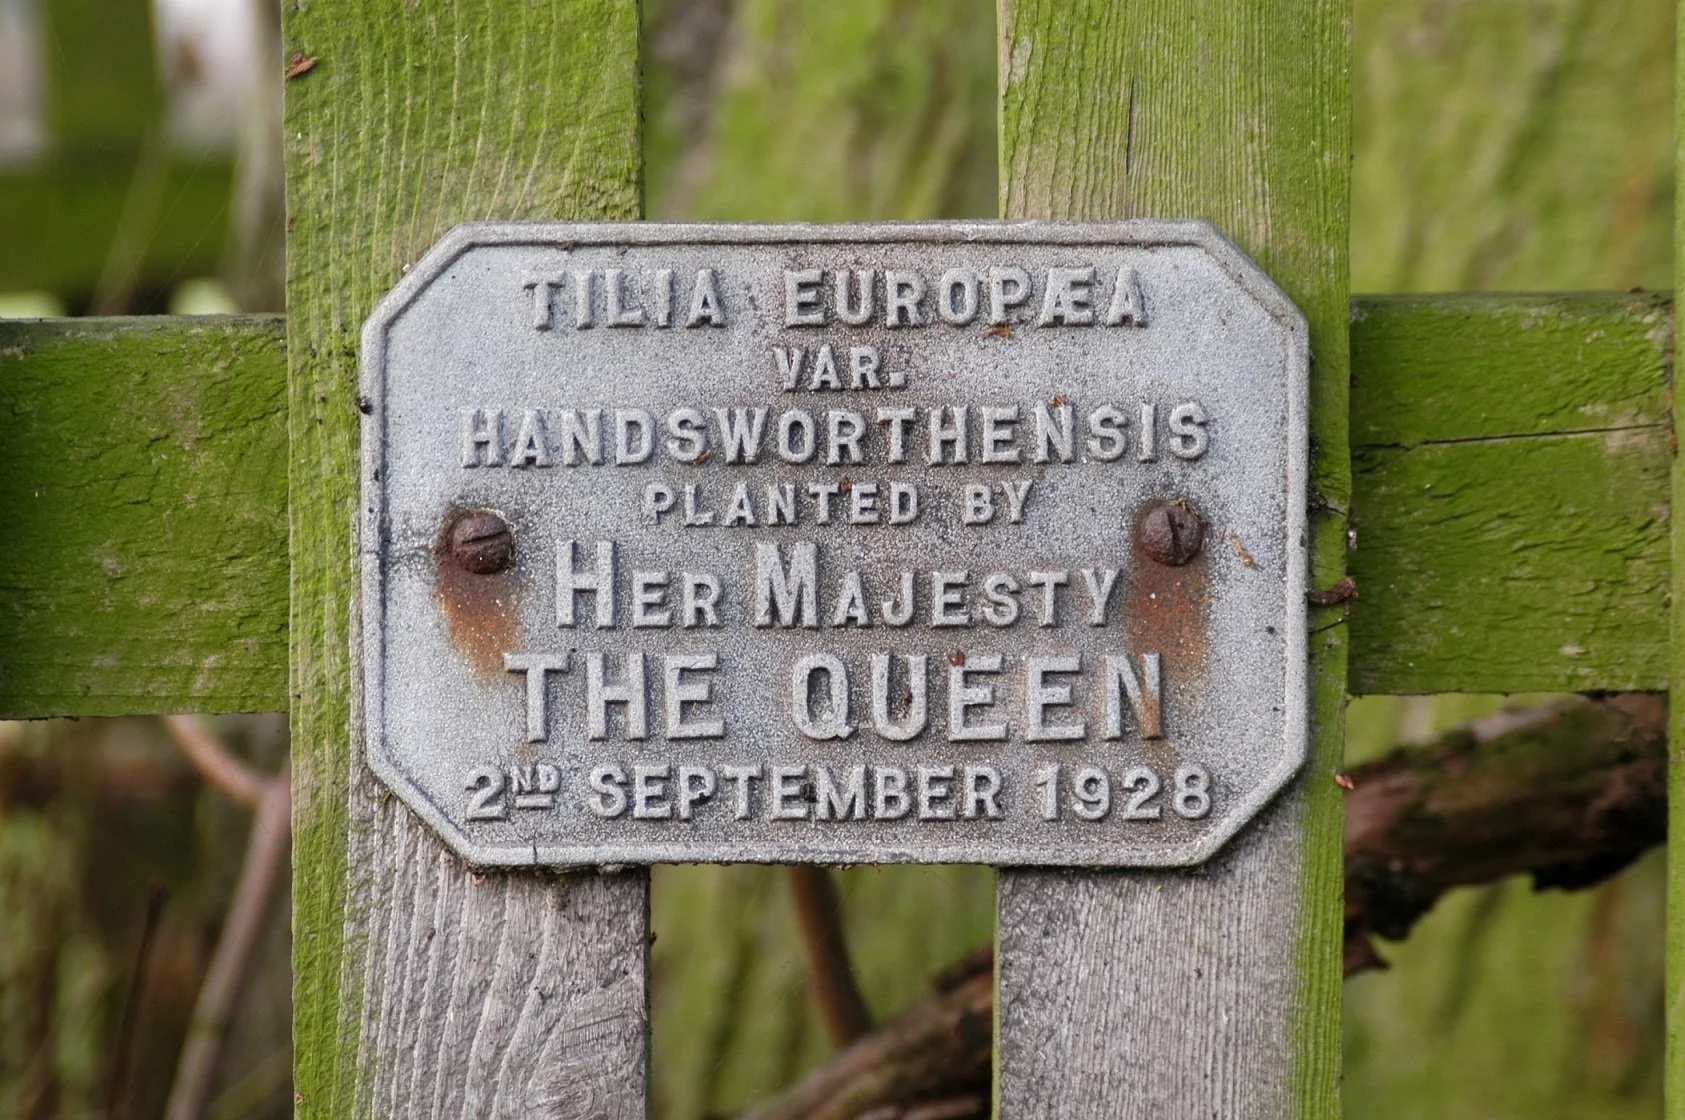 TILIA EUROPÆA
VAR.
HANDSWORTHENSIS
PLANTED BY
HER MAJESTY
THE QUEEN
2ND SEPTEMBER 1928